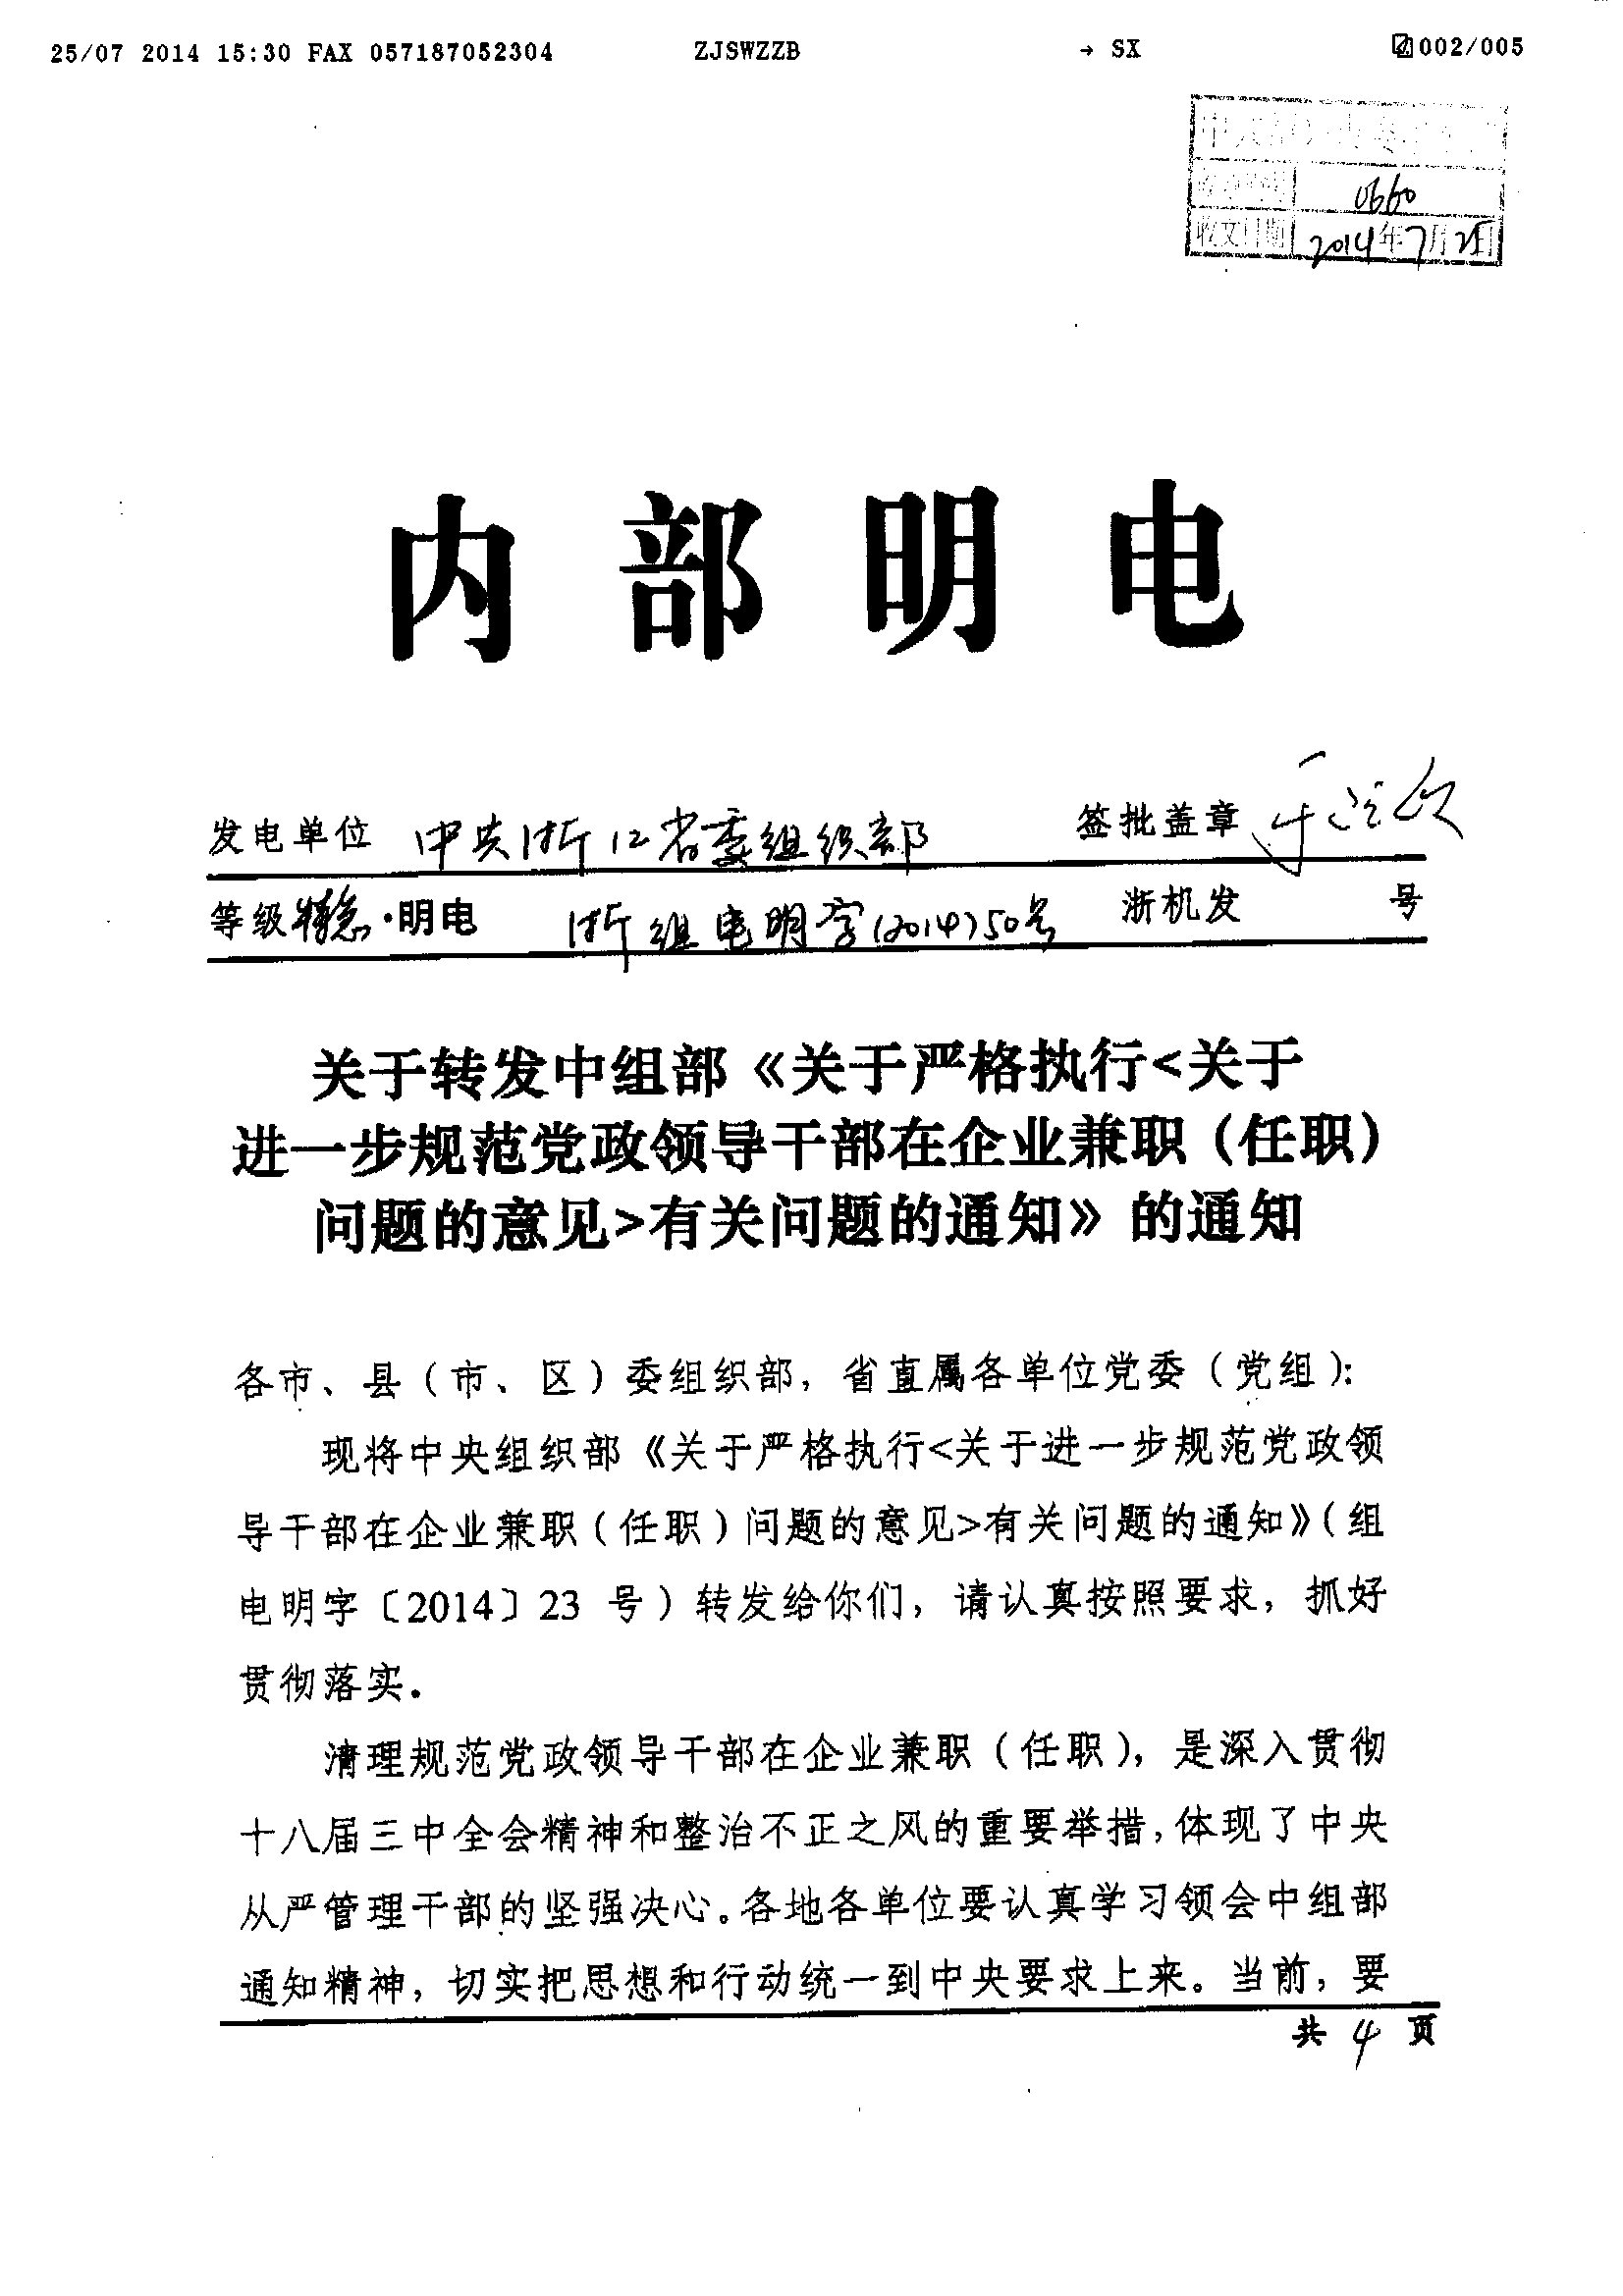 25/07 2014 15:30 FAX 057187052304 ZJSWZZB → SX 002/005
0660
收文日期 2014年7月25日
内部明电
发电单位 中共浙江省委组织部 签批盖章
等级 特急·明电 浙组电明字(2014)50号 浙机发 号
关于转发中组部《关于严格执行<关于
进一步规范党政领导干部在企业兼职（任职）
问题的意见>有关问题的通知》的通知
各市、县（市、区）委组织部，省直属各单位党委（党组）：
现将中央组织部《关于严格执行<关于进一步规范党政领
导干部在企业兼职（任职）问题的意见>有关问题的通知》（组
电明字〔2014〕23 号）转发给你们，请认真按照要求，抓好
贯彻落实。
清理规范党政领导干部在企业兼职（任职），是深入贯彻
十八届三中全会精神和整治不正之风的重要举措，体现了中央
从严管理干部的坚强决心。各地各单位要认真学习领会中组部
通知精神，切实把思想和行动统一到中央要求上来。当前，要
共 4 页